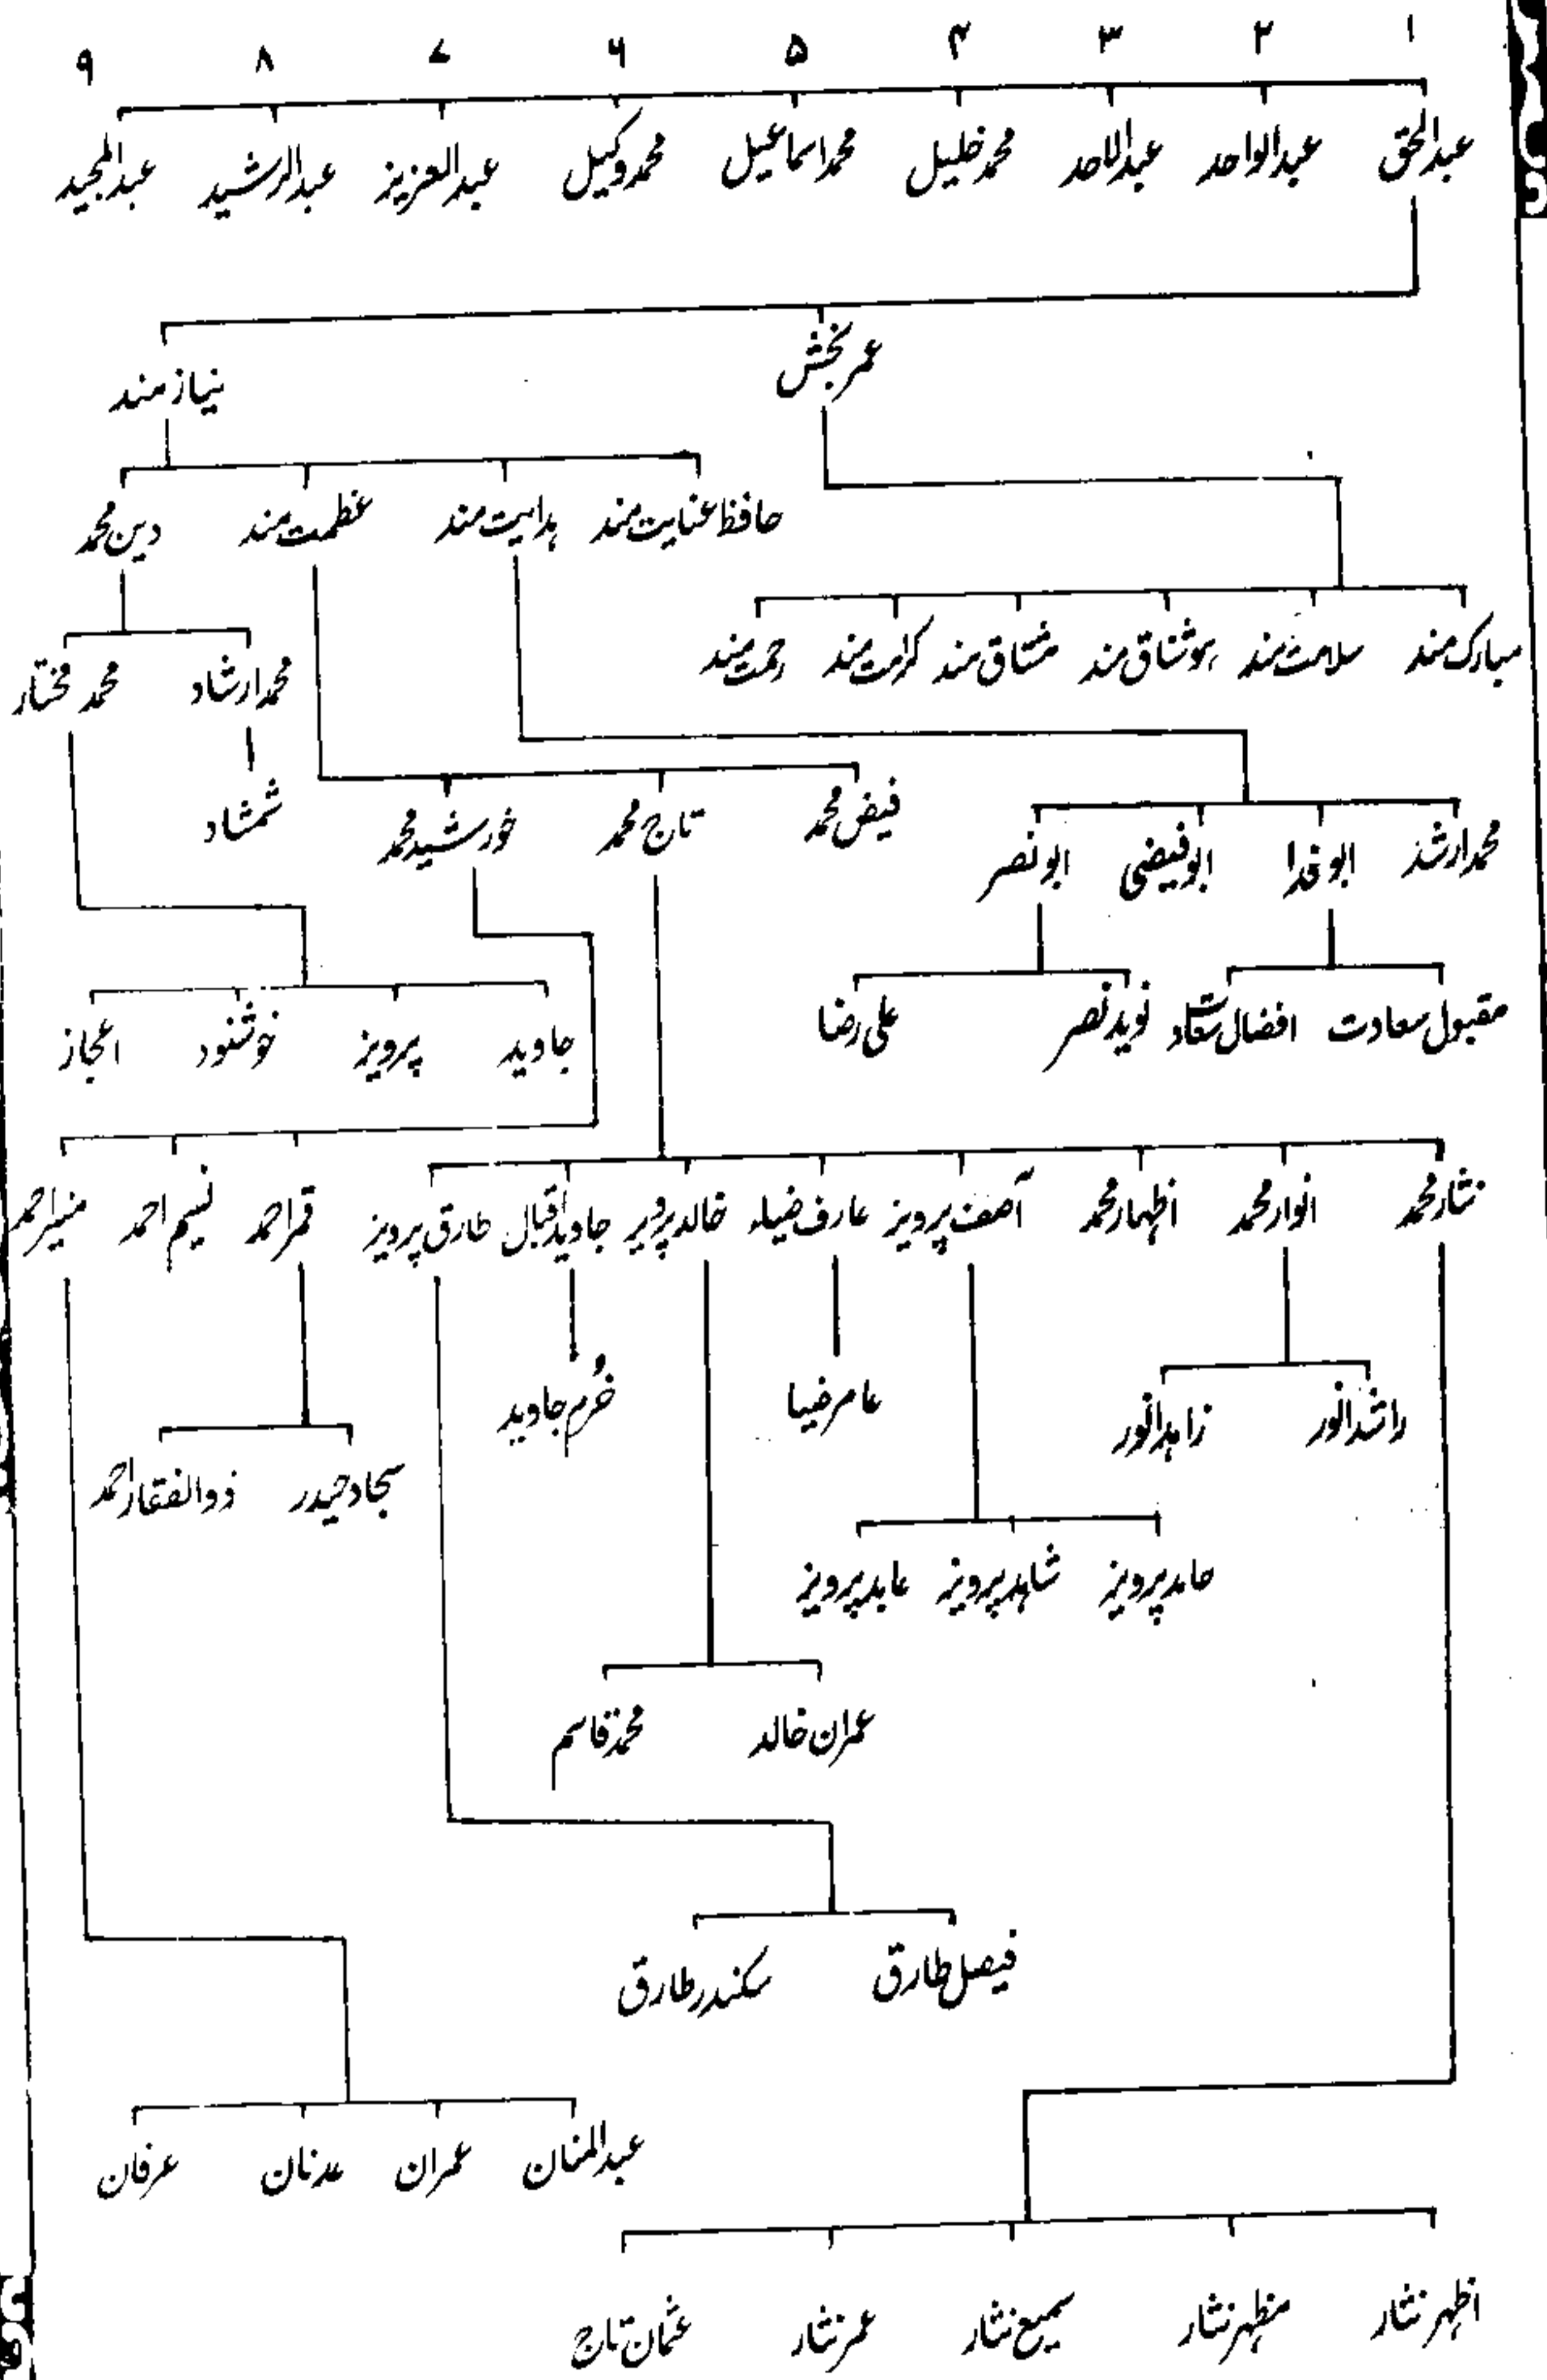 ۱ ۲ ۳ ۴ ۵ ۶ ۷ ۸ ۹
عبدالحق عبدالواحد عبدالاحد محمد خلیل محمد اسماعیل محمد وکیل عبدالعزیز عبدالرشید عبدالمجید
عمر بخش نیاز مند
حافظ عنایت مند ہدایت مند عظمت مند دین محمد
مبارک مند سلامت مند مشتاق مند کرامت مند رحمت مند محمد ارشاد محمد مختار
فیض محمد تاج محمد خورشید محمد شمشاد
محمد ارشد ابو فدا ابو فیضی ابو نصر
مقبول سعادت افضال سعادت نوید نصر علی رضا جاوید پرویز خوشنود اعجاز
نثار محمد انوار محمد اظہار محمد آصف پرویز عارف ضیاء خالد پرویز جاوید اقبال طارق پرویز قمر احمد نسیم احمد منیر احمد
راشد انور زاہد انور عامر ضیا خرم جاوید
سجاد حیدر ذوالفقار احمد
حامد پرویز شاہد پرویز عابد پرویز
عمران خالد محمد قاسم
فیصل طارق سکندر طارق
عبدالمنان عمران عدنان عرفان
اظہر نثار مظہر نثار سمیع نثار عمر نثار عثمان تاج